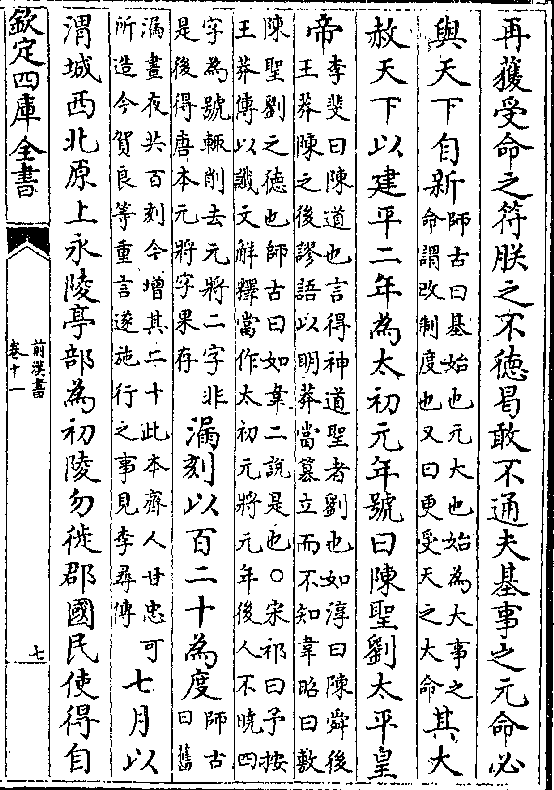 再獲受命之符朕之不德曷敢不通夫基事之元命必
與天下自新師古曰基始也元大也始為大事之
命謂改制度也又曰更受天之大命其大
赦天下以建平二年為太初元年號曰陳聖劉太平皇
帝李斐曰陳道也言得神道聖者劉也如淳曰陳舜後
王莽陳之後謬語以明莽當篡立而不知韋昭曰敷
陳聖劉之德也師古曰如韋二說是也○宋祁曰予按
王莽傳以讖文解釋當作太初元將元年後人不曉四
字為號輒削去元將二字非
是後得唐本元將字果存漏刻以百二十為度師古
曰舊
漏晝夜共百刻今增其二十此本齊人甘忠可
所造今賀良等重言遂施行之事見李尋傳七月以
渭城西北原上永陵亭部為初陵勿徙郡國民使得自
欽定四庫全書
前漢書
卷十一
七